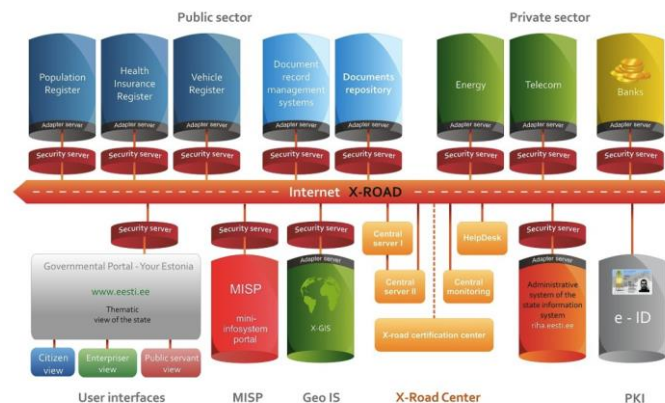 Public sector
Private sector
Population
Register
Health
Insurance
Register
Vehicle
Register
Document
record
management
systems
Documents
repository
Energy
Telecom
Banks
Adapter server
Adapter server
Adapter server
Adapter server
Adapter server
Adapter server
Adapter server
Adapter server
Security server
Security server
Security server
Security server
Security server
Security server
Security server
Security server
Internet X-ROAD
Security server
Security server
Security server
Central
server I
HelpDesk
Security server
Governmental Portal - Your Estonia
www.eesti.ee
Thematic
view of the state
MISP
mini-
infosystem
portal
Adapter server
X-GIS
Central
server II
Central
monitoring
X-road certification center
Adapter server
Administrative
system of the
state information
system
riha.eesti.ee
e - ID
Citizen
view
Enterpriser
view
Public servant
view
User interfaces
MISP
Geo IS
X-Road Center
PKI